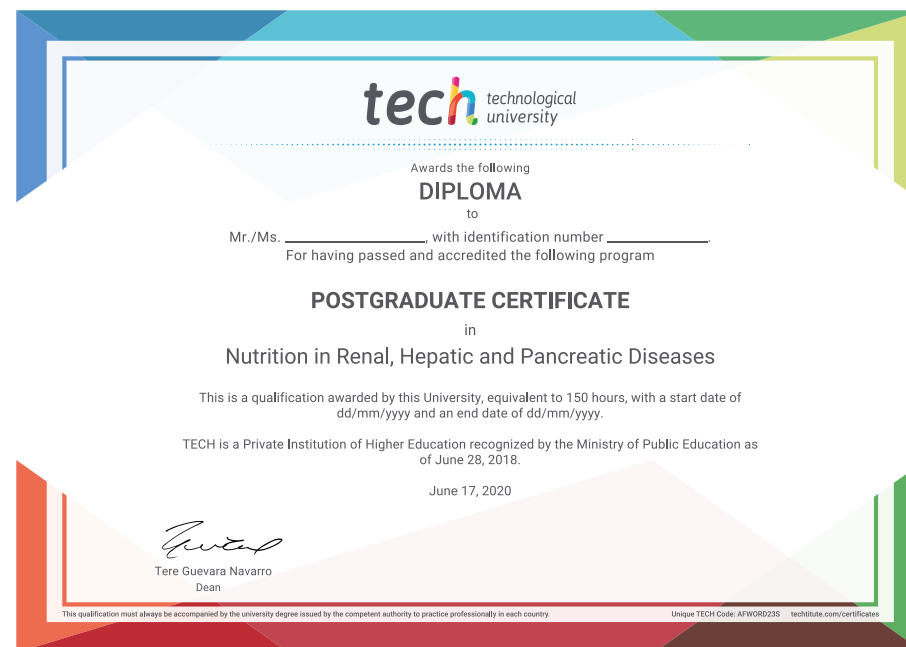 tech technological
university
Awards the following
DIPLOMA
to
Mr./Ms. ____________________, with identification number ______________.
For having passed and accredited the following program
POSTGRADUATE CERTIFICATE
in
Nutrition in Renal, Hepatic and Pancreatic Diseases
This is a qualification awarded by this University, equivalent to 150 hours, with a start date of
dd/mm/yyyy and an end date of dd/mm/yyyy.
TECH is a Private Institution of Higher Education recognized by the Ministry of Public Education as
of June 28, 2018.
June 17, 2020
Tere Guevara Navarro
Dean
This qualification must always be accompanied by the university degree issued by the competent authority to practice professionally in each country.
Unique TECH Code: AFWORD23S techtitute.com/certificates